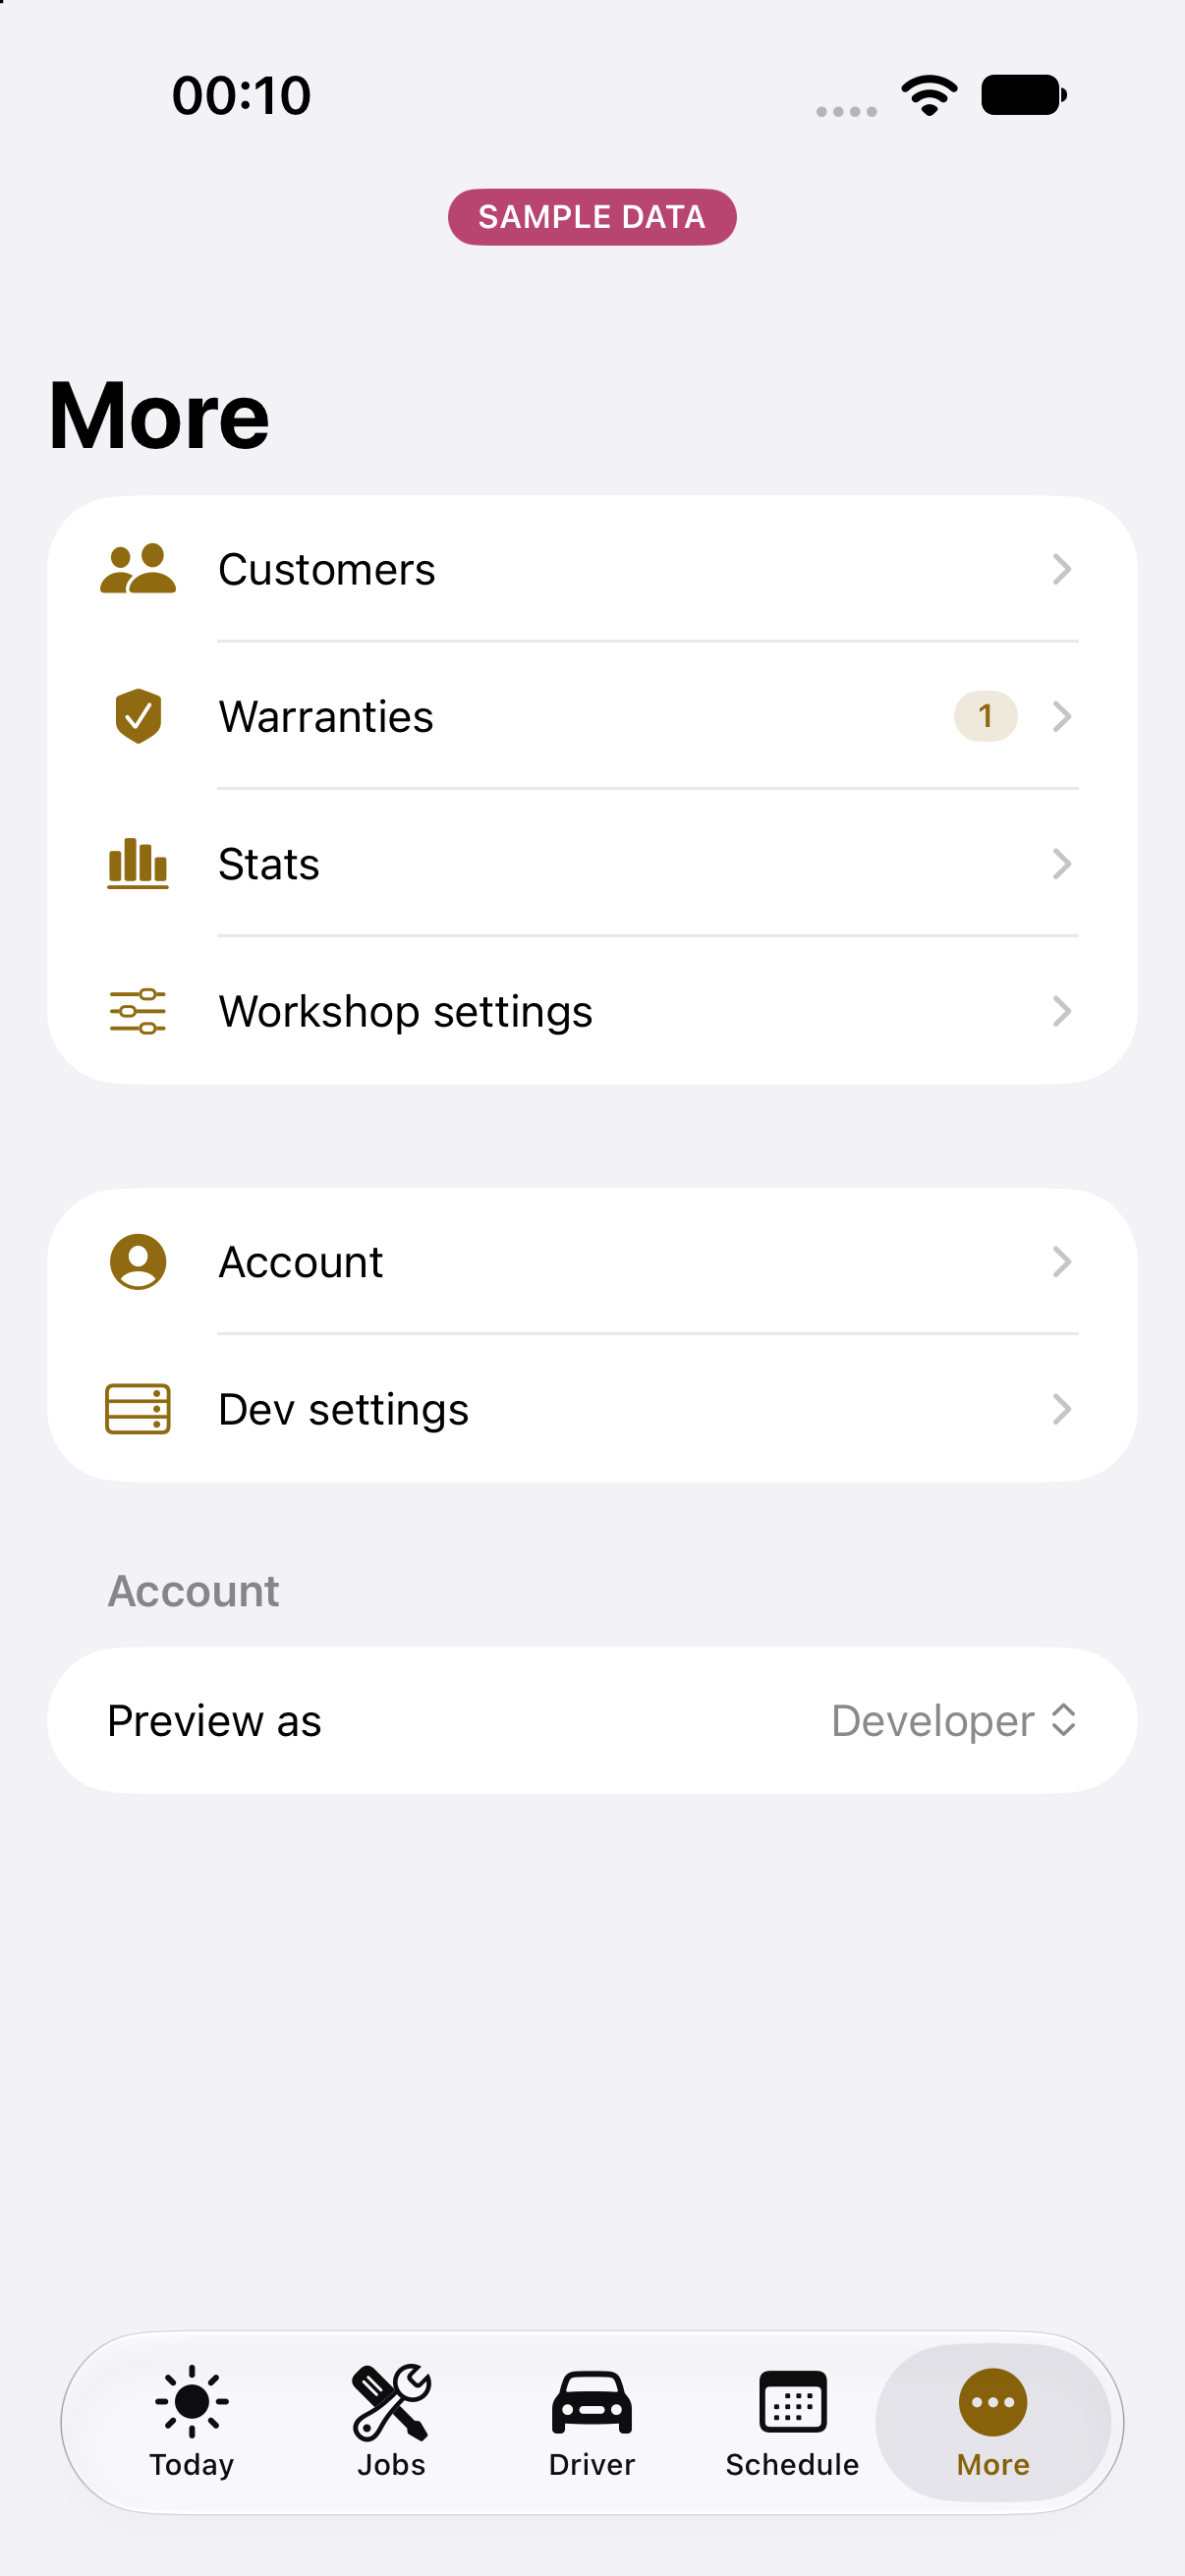 00:10
SAMPLE DATA
More
Customers
Warranties 1
Stats
Workshop settings
Account
Dev settings
Account
Preview as Developer
Today Jobs Driver Schedule More